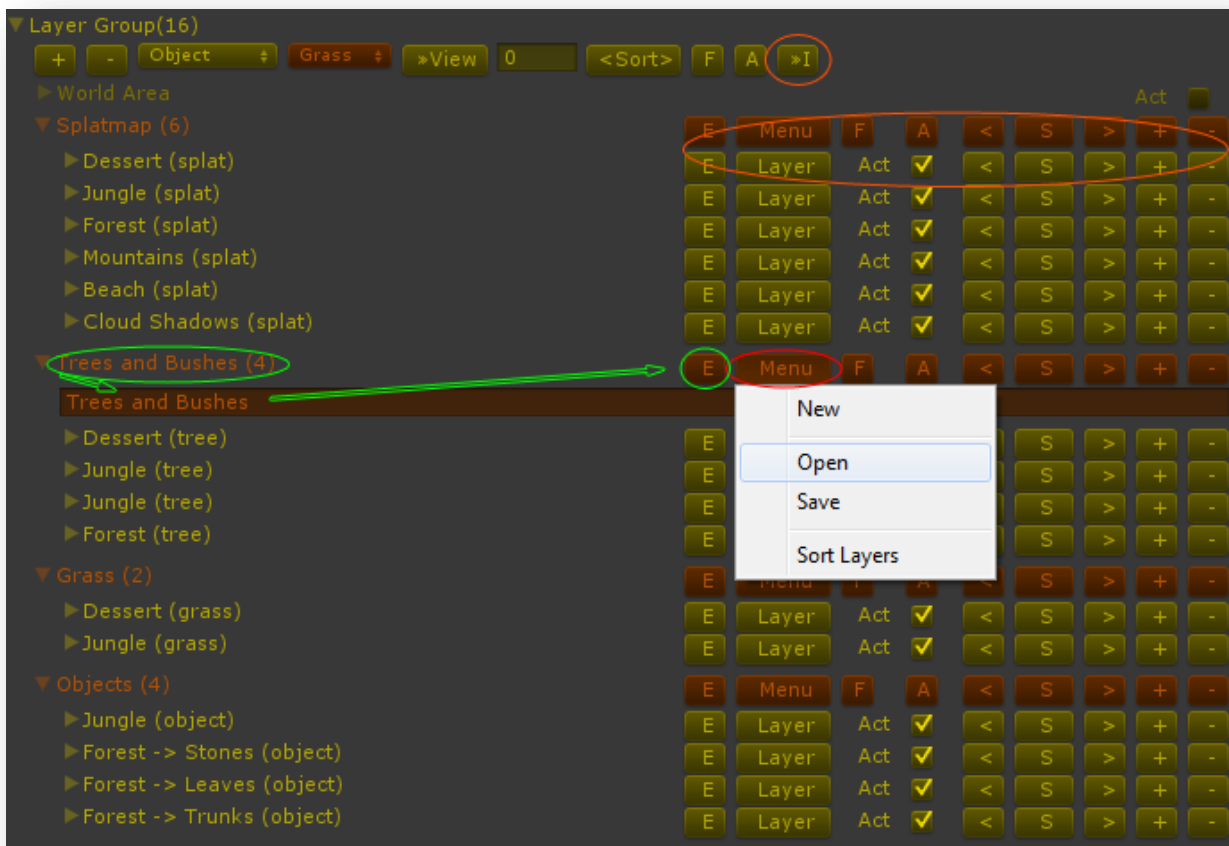 Layer Group(16)
+ - Object Grass »View 0 <Sort> F A »I
World Area Act
Splatmap (6) E Menu F A < S > + -
Dessert (splat) E Layer Act < S > + -
Jungle (splat) E Layer Act < S > + -
Forest (splat) E Layer Act < S > + -
Mountains (splat) E Layer Act < S > + -
Beach (splat) E Layer Act < S > + -
Cloud Shadows (splat) E Layer Act < S > + -
Trees and Bushes (4) E Menu F A < S > + -
Trees and Bushes
New
Dessert (tree) E S > + -
Open
Jungle (tree) E S > + -
Save
Jungle (tree) E S > + -
Forest (tree) E S > + -
Sort Layers
Grass (2) E Menu F A < S > + -
Dessert (grass) E Layer Act < S > + -
Jungle (grass) E Layer Act < S > + -
Objects (4) E Menu F A < S > + -
Jungle (object) E Layer Act < S > + -
Forest -> Stones (object) E Layer Act < S > + -
Forest -> Leaves (object) E Layer Act < S > + -
Forest -> Trunks (object) E Layer Act < S > + -